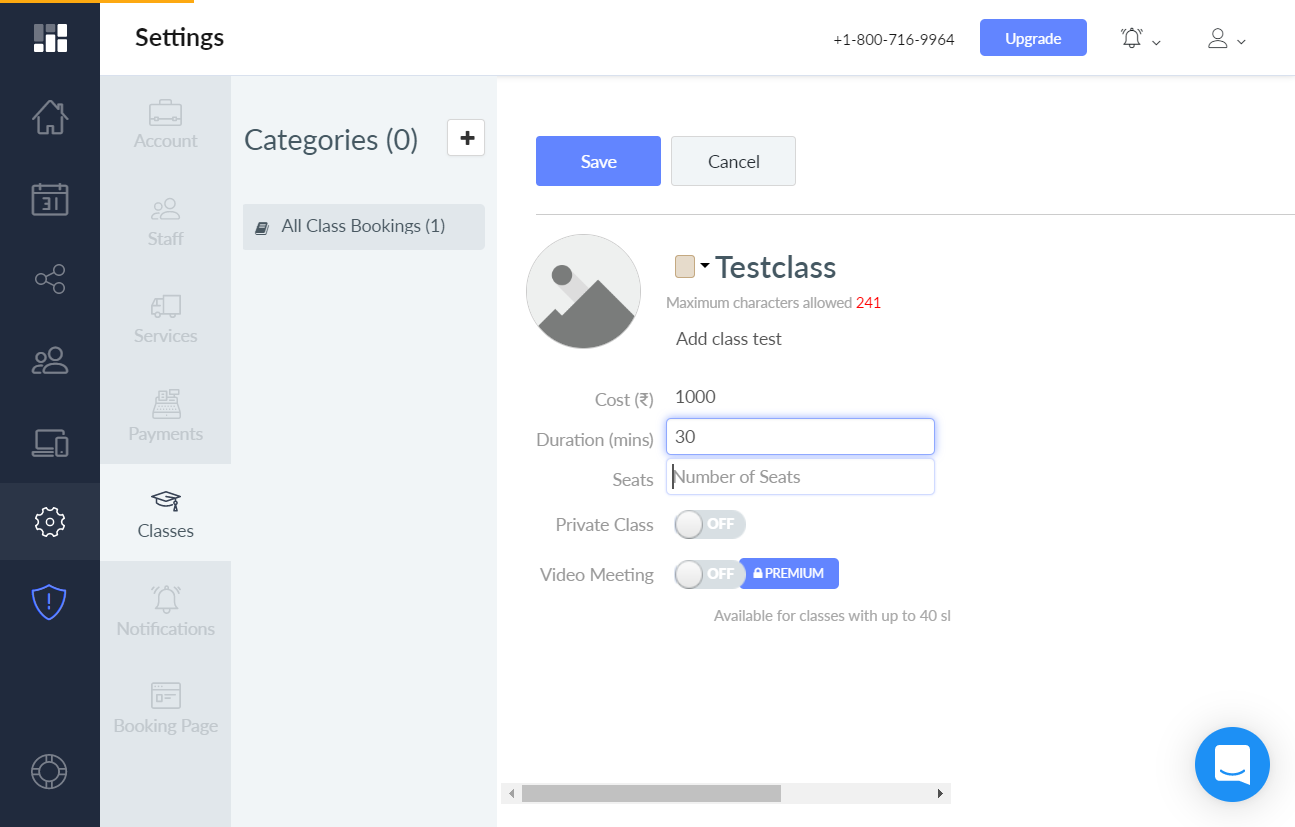 Settings
+1-800-716-9964
Upgrade
31
Account
Staff
Services
Payments
Classes
Notifications
Booking Page
Categories (0)
+
All Class Bookings (1)
Save
Cancel
Testclass
Maximum characters allowed 241
Add class test
Cost (₹) 1000
Duration (mins) 30
Seats Number of Seats
Private Class OFF
Video Meeting OFF PREMIUM
Available for classes with up to 40 sl